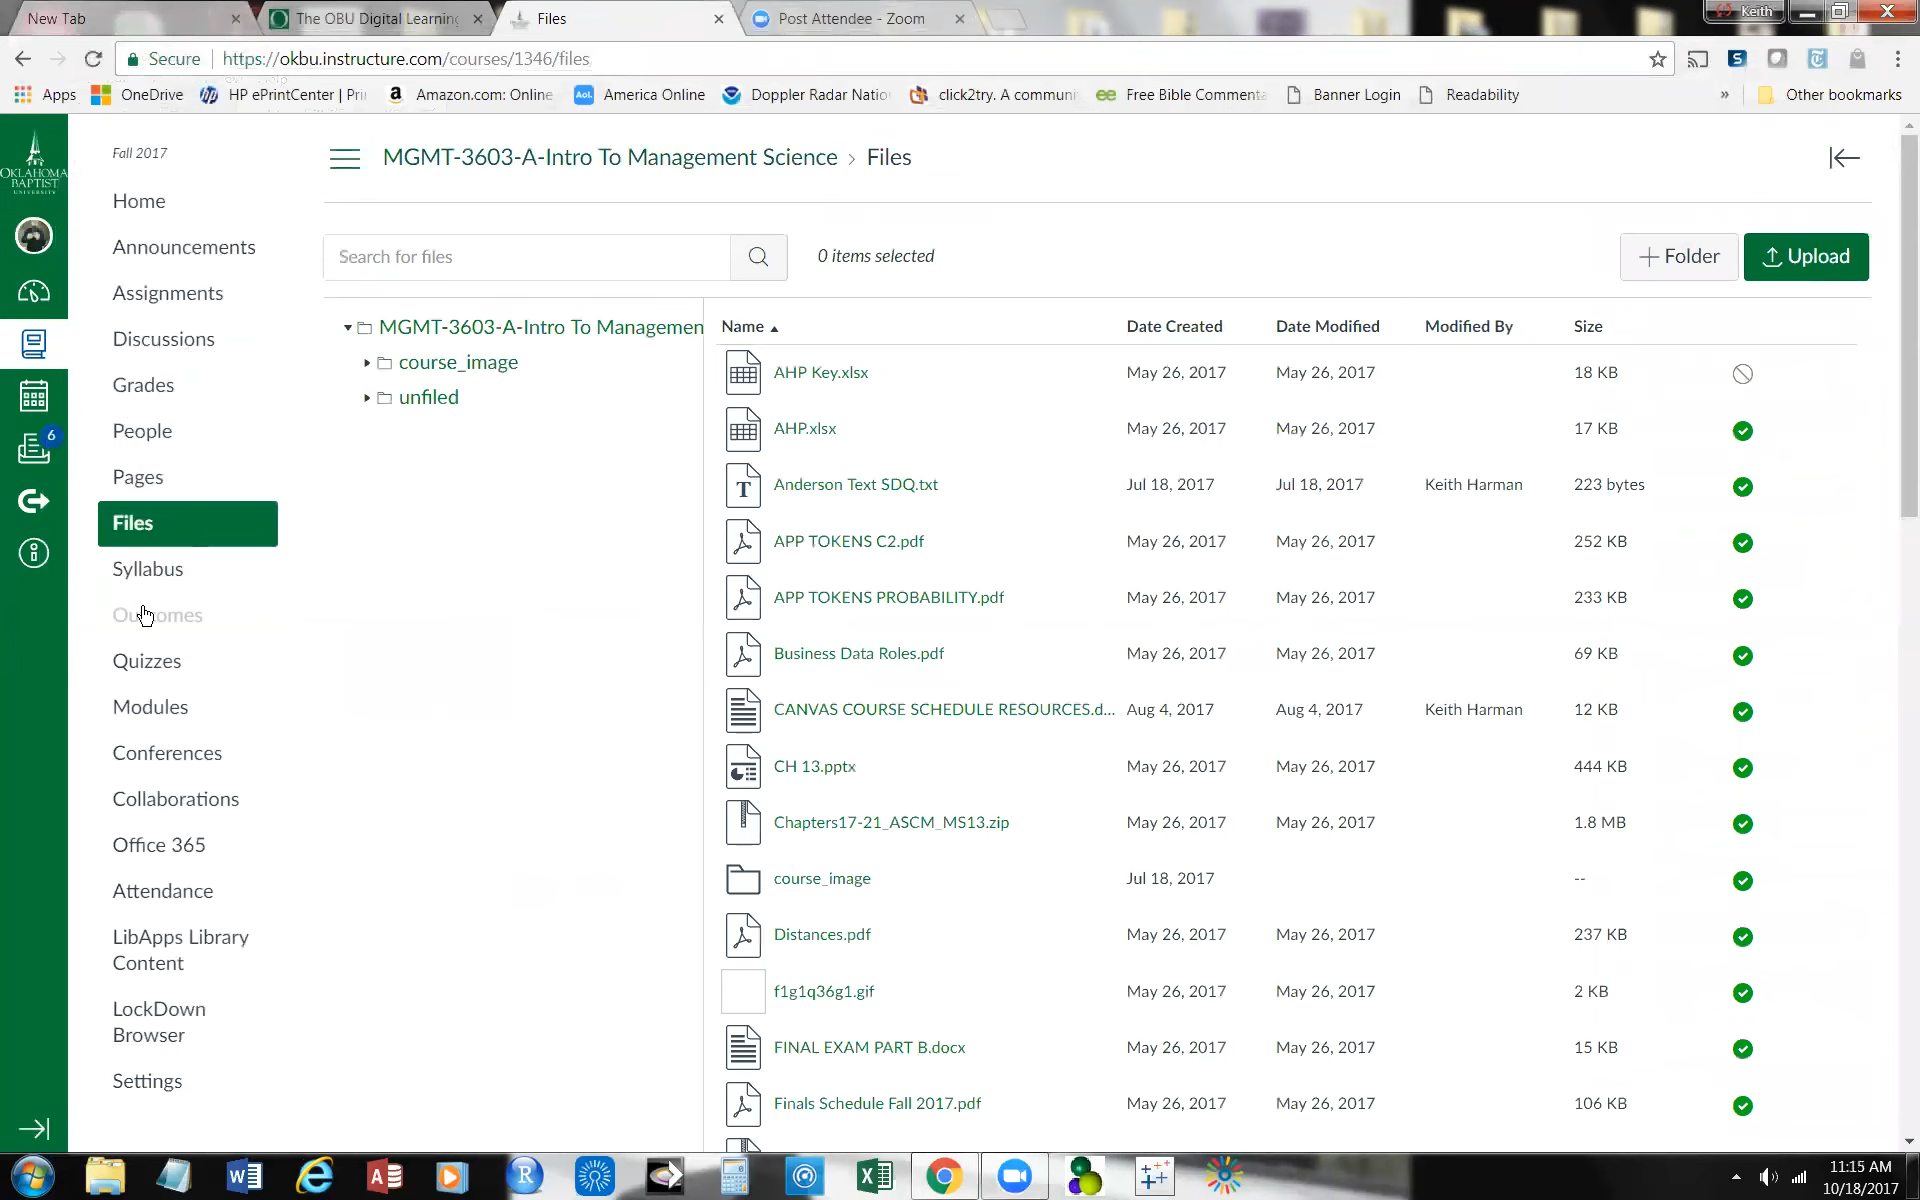 New Tab
The OBU Digital Learning
Files
Post Attendee - Zoom
Keith
Secure
https://okbu.instructure.com/courses/1346/files
Apps
OneDrive
HP ePrintCenter | Pri
Amazon.com: Online
Aol.
America Online
Doppler Radar Natio
click2try. A communi
Free Bible Commenta
Banner Login
Readability
»
Other bookmarks
OKLAHOMA
BAPTIST
UNIVERSITY
6
Fall 2017
Home
Announcements
Assignments
Discussions
Grades
People
Pages
Files
Syllabus
Outcomes
Quizzes
Modules
Conferences
Collaborations
Office 365
Attendance
LibApps Library
Content
LockDown
Browser
Settings
MGMT-3603-A-Intro To Management Science › Files
Search for files
0 items selected
+ Folder
Upload
MGMT-3603-A-Intro To Managemen
course_image
unfiled
Name Date Created Date Modified Modified By Size
AHP Key.xlsx May 26, 2017 May 26, 2017 18 KB
AHP.xlsx May 26, 2017 May 26, 2017 17 KB
Anderson Text SDQ.txt Jul 18, 2017 Jul 18, 2017 Keith Harman 223 bytes
APP TOKENS C2.pdf May 26, 2017 May 26, 2017 252 KB
APP TOKENS PROBABILITY.pdf May 26, 2017 May 26, 2017 233 KB
Business Data Roles.pdf May 26, 2017 May 26, 2017 69 KB
CANVAS COURSE SCHEDULE RESOURCES.d... Aug 4, 2017 Aug 4, 2017 Keith Harman 12 KB
CH 13.pptx May 26, 2017 May 26, 2017 444 KB
Chapters17-21_ASCM_MS13.zip May 26, 2017 May 26, 2017 1.8 MB
course_image Jul 18, 2017 --
Distances.pdf May 26, 2017 May 26, 2017 237 KB
f1g1q36g1.gif May 26, 2017 May 26, 2017 2 KB
FINAL EXAM PART B.docx May 26, 2017 May 26, 2017 15 KB
Finals Schedule Fall 2017.pdf May 26, 2017 May 26, 2017 106 KB
11:15 AM
10/18/2017